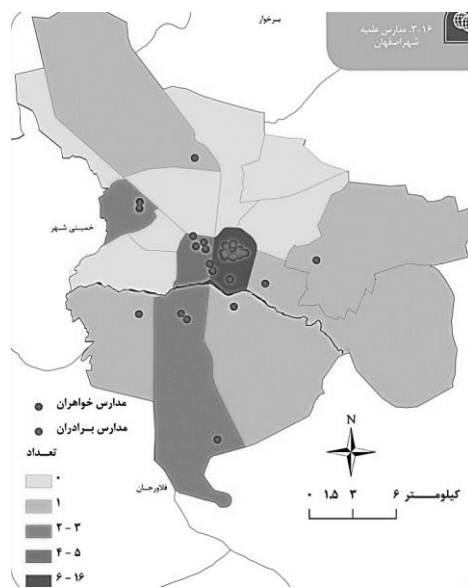 برخوار
۳-۱۶. مدارس علمیه
شهر اصفهان
خمینی شهر
مدارس خواهران
مدارس برادران
تعداد
۰
۱
۲ - ۳
۴ - ۵
۶ - ۱۶
فلاورجان
N
۰ ۱.۵ ۳ ۶ کیلومتر